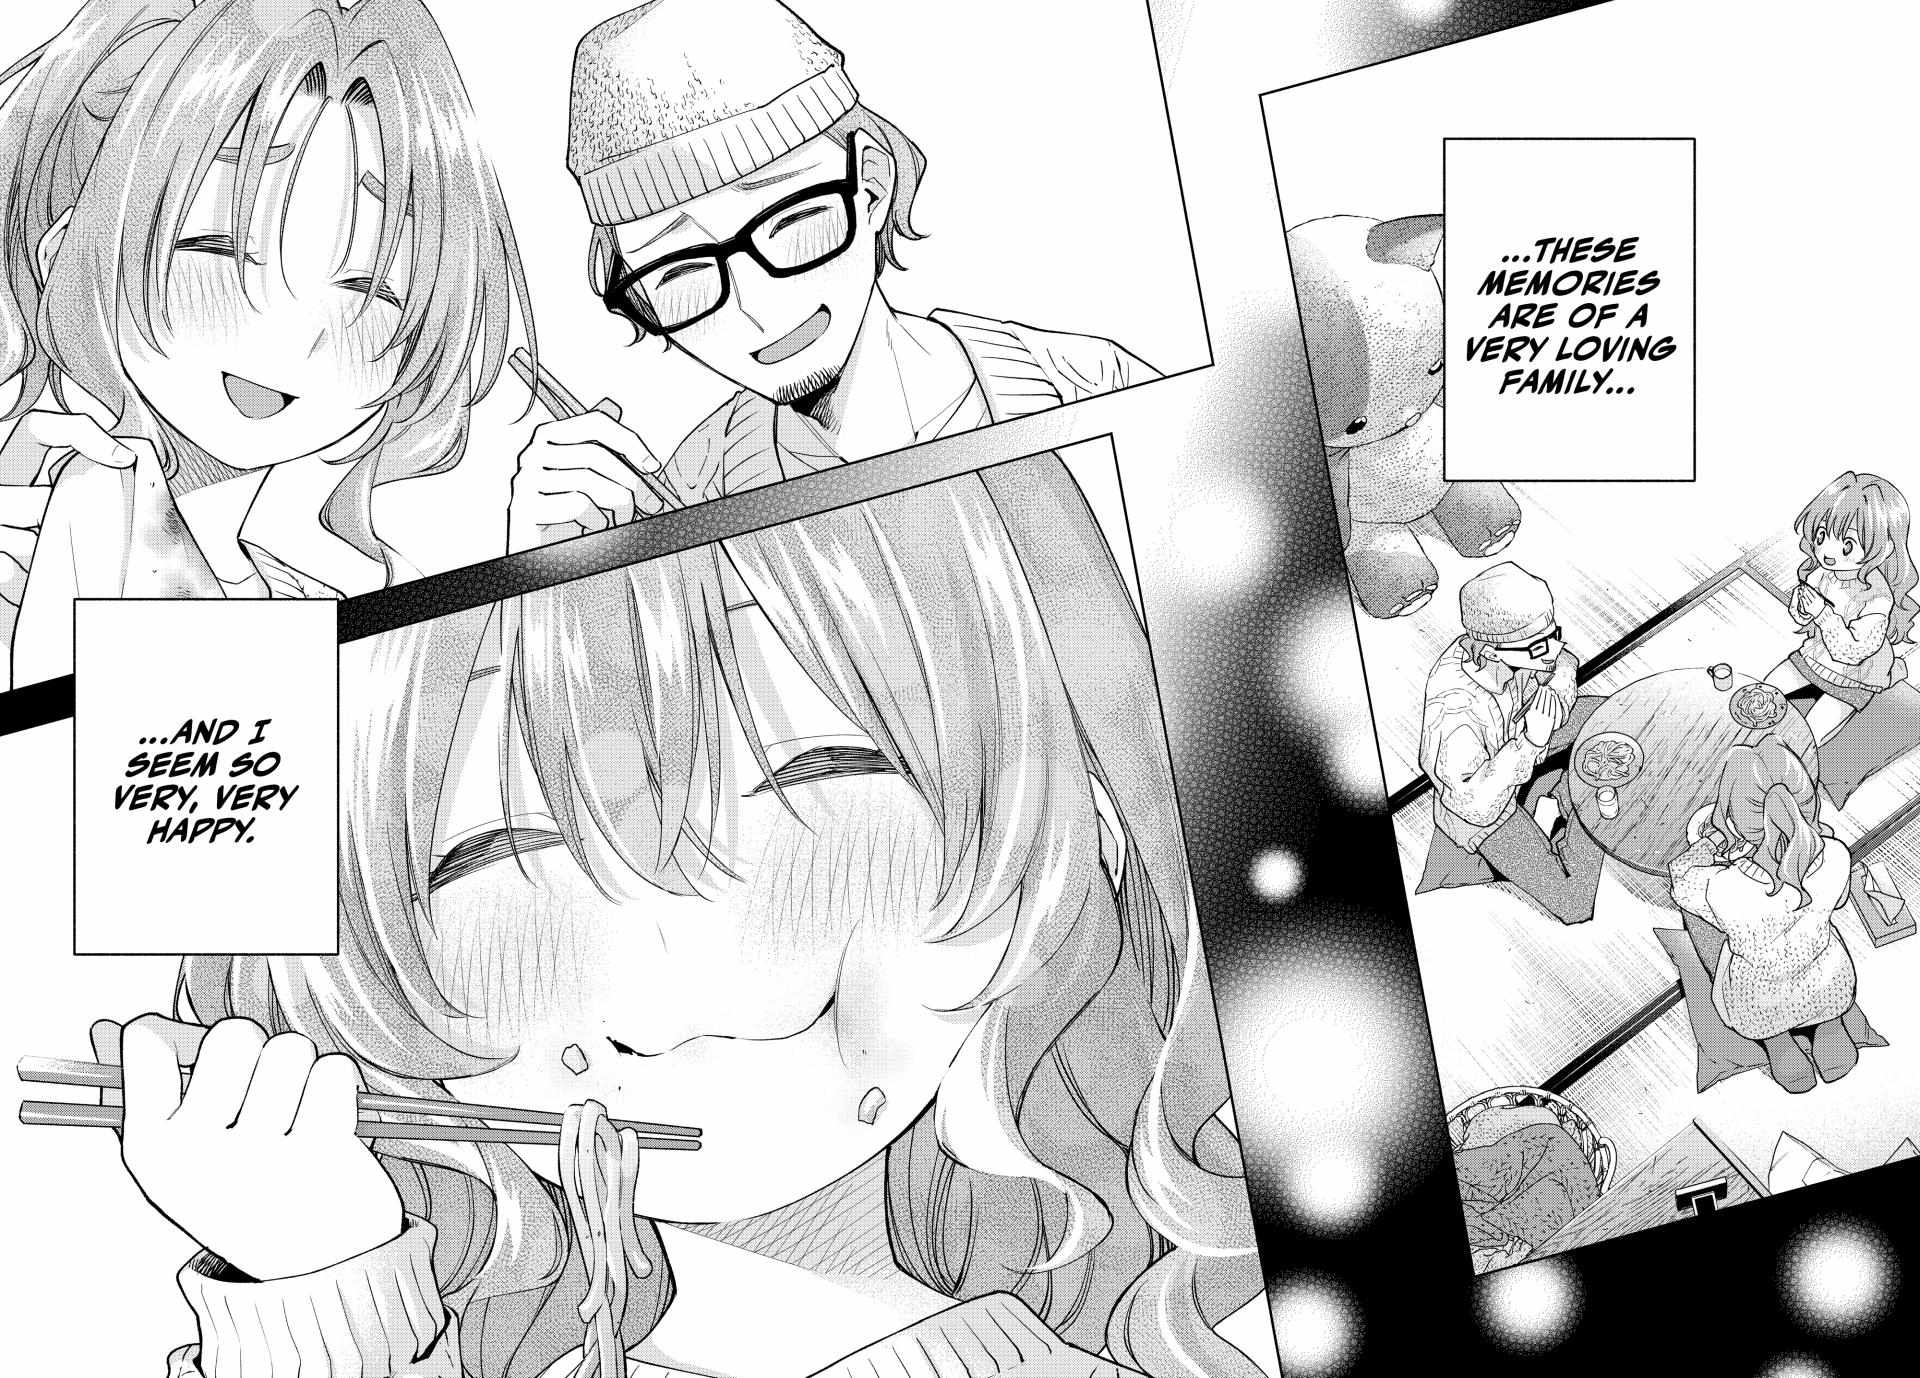 ...THESE
MEMORIES
ARE OF A
VERY LOVING
FAMILY...
...AND I
SEEM SO
VERY, VERY
HAPPY.